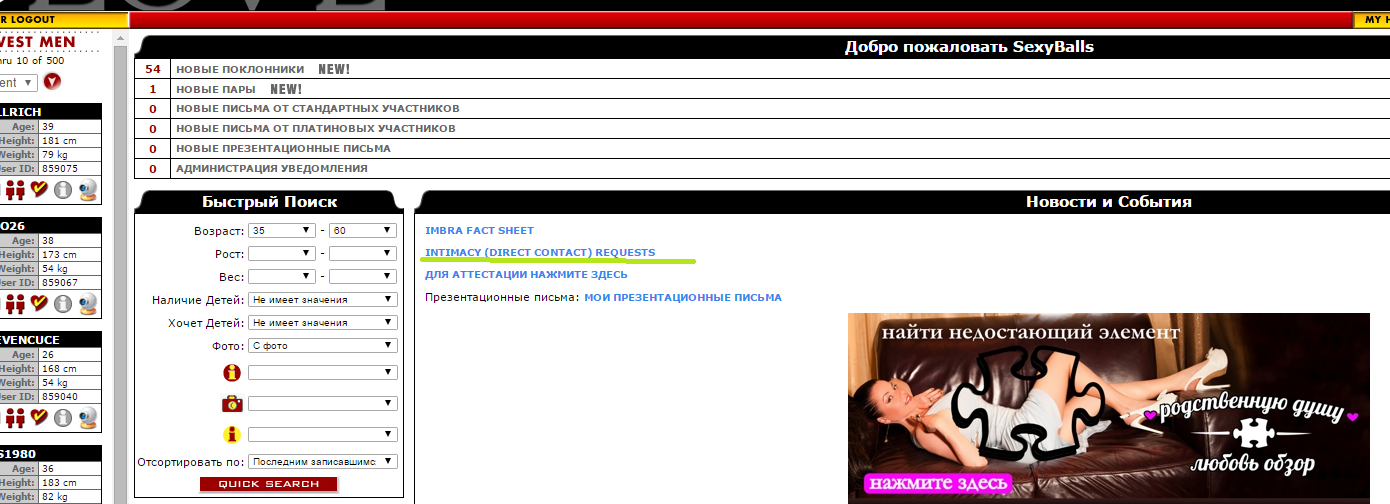 LOVE
R LOGOUT
MY H
VEST MEN
hru 10 of 500
ent
LRICH
Age: 39
Height: 181 cm
Weight: 79 kg
User ID: 859075
O26
Age: 38
Height: 173 cm
Weight: 54 kg
User ID: 859067
EVENCUCE
Age: 26
Height: 168 cm
Weight: 54 kg
User ID: 859040
S1980
Age: 36
Height: 183 cm
Weight: 82 kg
Добро пожаловать SexyBalls
54 НОВЫЕ ПОКЛОННИКИ NEW!
1 НОВЫЕ ПАРЫ NEW!
0 НОВЫЕ ПИСЬМА ОТ СТАНДАРТНЫХ УЧАСТНИКОВ
0 НОВЫЕ ПИСЬМА ОТ ПЛАТИНОВЫХ УЧАСТНИКОВ
0 НОВЫЕ ПРЕЗЕНТАЦИОННЫЕ ПИСЬМА
0 АДМИНИСТРАЦИЯ УВЕДОМЛЕНИЯ
Быстрый Поиск
Возраст: 35 - 60
Рост: -
Вес: -
Наличие Детей: Не имеет значения
Хочет Детей: Не имеет значения
Фото: С фото
Отсортировать по: Последним записавшимс
QUICK SEARCH
Новости и События
IMBRA FACT SHEET
INTIMACY (DIRECT CONTACT) REQUESTS
ДЛЯ АТТЕСТАЦИИ НАЖМИТЕ ЗДЕСЬ
Презентационные письма: МОИ ПРЕЗЕНТАЦИОННЫЕ ПИСЬМА
найти недостающий элемент
родственную душу
любовь обзор
нажмите здесь